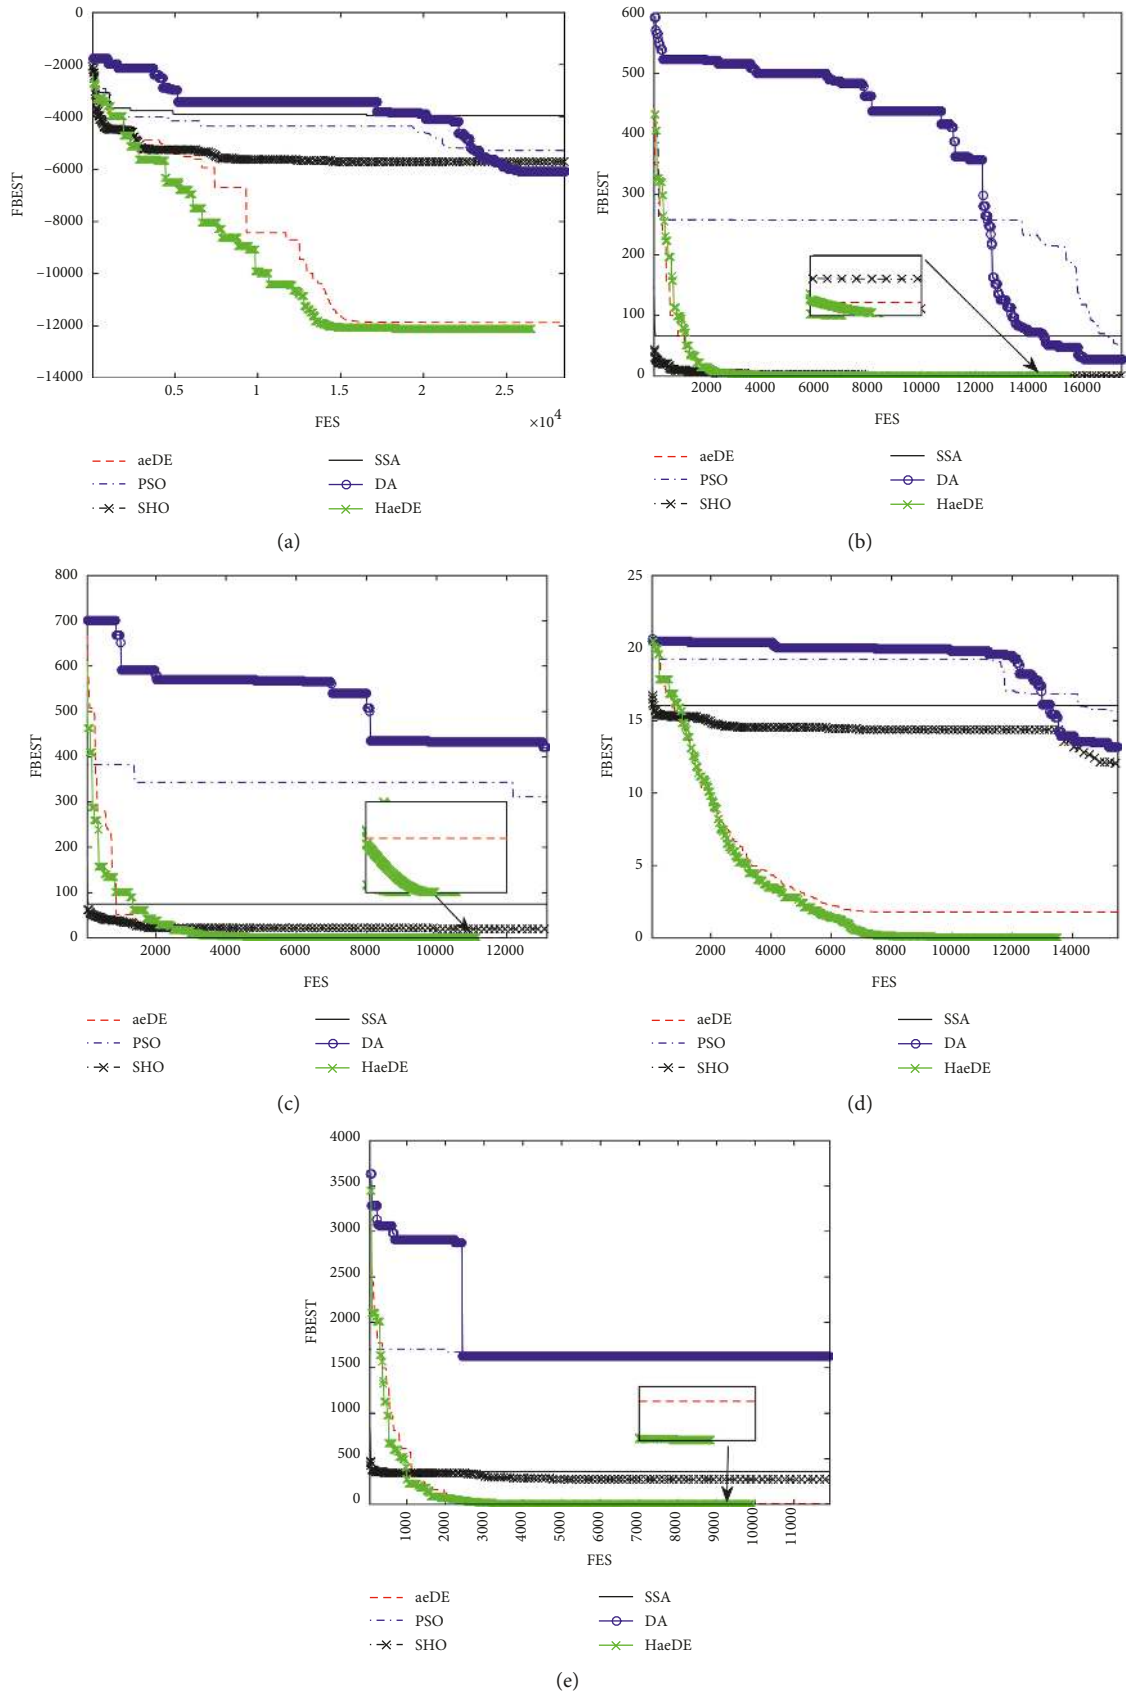 0
−2000
−4000
−6000
−8000
−10000
−12000
−14000
FBEST
0.5 1 1.5 2 2.5
×10^4
FES
aeDE SSA
PSO DA
SHO HaeDE
(a)
600
500
400
300
200
100
0
FBEST
2000 4000 6000 8000 10000 12000 14000 16000
FES
aeDE SSA
PSO DA
SHO HaeDE
(b)
800
700
600
500
400
300
200
100
0
FBEST
2000 4000 6000 8000 10000 12000
FES
aeDE SSA
PSO DA
SHO HaeDE
(c)
25
20
15
10
5
0
FBEST
2000 4000 6000 8000 10000 12000 14000
FES
aeDE SSA
PSO DA
SHO HaeDE
(d)
4000
3500
3000
2500
2000
1500
1000
500
0
FBEST
1000 2000 3000 4000 5000 6000 7000 8000 9000 10000 11000
FES
aeDE SSA
PSO DA
SHO HaeDE
(e)